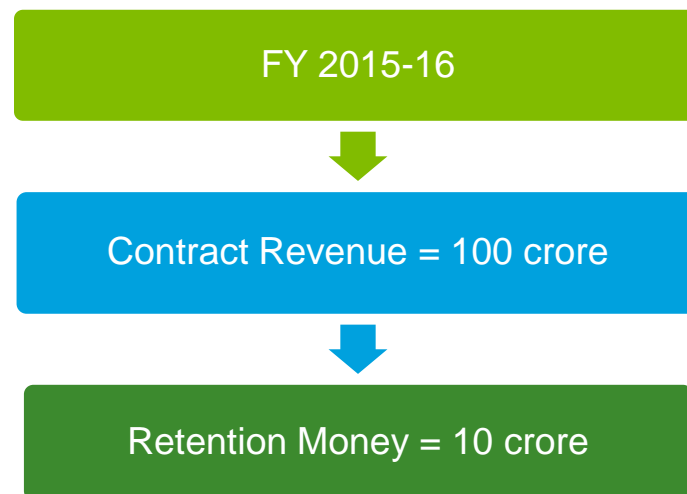 FY 2015-16
Contract Revenue = 100 crore
Retention Money = 10 crore